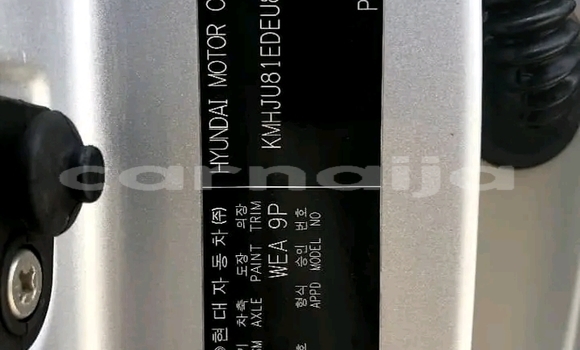 현대자동차(주) HYUNDAI MOTOR
KMHJU81EDEU
차축 도장 의장
AXLE PAINT TRIM
WEA 9P
형식 승인 번호
APPD MODEL NO
P
carnaija